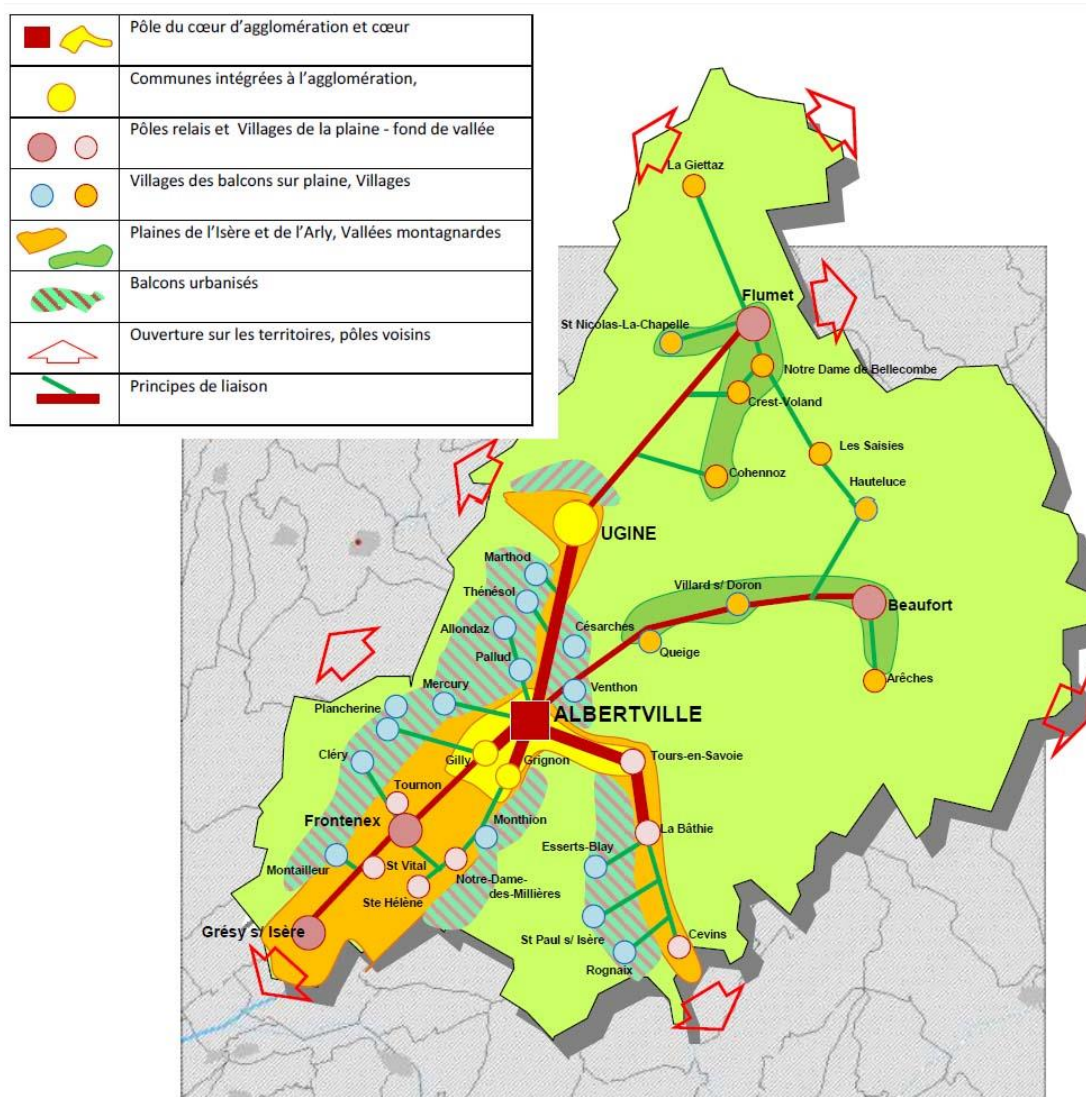 Pôle du cœur d'agglomération et cœur
Communes intégrées à l'agglomération,
Pôles relais et Villages de la plaine - fond de vallée
Villages des balcons sur plaine, Villages
Plaines de l'Isère et de l'Arly, Vallées montagnardes
Balcons urbanisés
Ouverture sur les territoires, pôles voisins
Principes de liaison
La Giettaz
Flumet
St Nicolas-La-Chapelle
Notre Dame de Bellecombe
Crest-Voland
Les Saisies
Cohennoz
Hauteluce
UGINE
Marthod
Villard s/ Doron
Thénésol
Beaufort
Allondaz
Césarches
Queige
Pallud
Arêches
Mercury
Venthon
Plancherine
ALBERTVILLE
Cléry
Gilly
Grignon
Tours-en-Savoie
Tournon
Frontenex
Monthion
La Bâthie
Esserts-Blay
Montailleur
St Vital
Notre-Dame-
des-Millières
Ste Hélène
Grésy s/ Isère
St Paul s/ Isère
Cevins
Rognaix